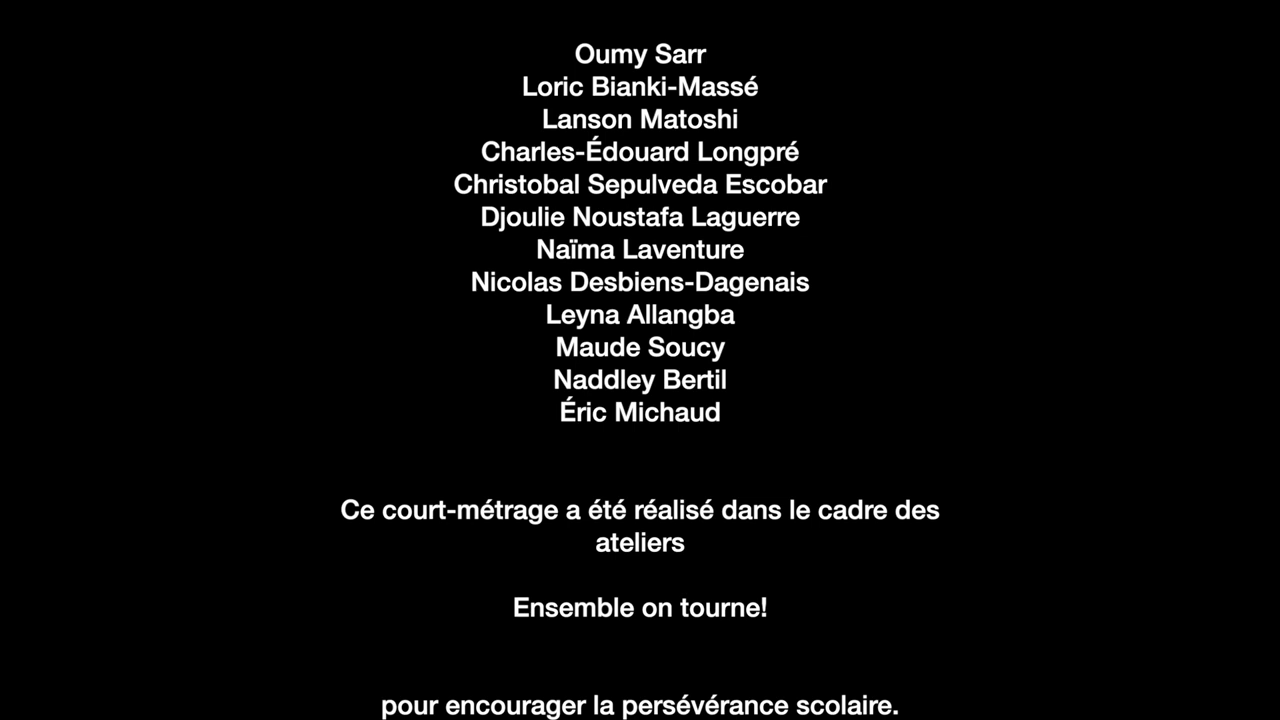 Oumy Sarr
Loric Bianki-Massé
Lanson Matoshi
Charles-Édouard Longpré
Christobal Sepulveda Escobar
Djoulie Noustafa Laguerre
Naïma Laventure
Nicolas Desbiens-Dagenais
Leyna Allangba
Maude Soucy
Naddley Bertil
Éric Michaud
Ce court-métrage a été réalisé dans le cadre des
ateliers
Ensemble on tourne!
pour encourager la persévérance scolaire.